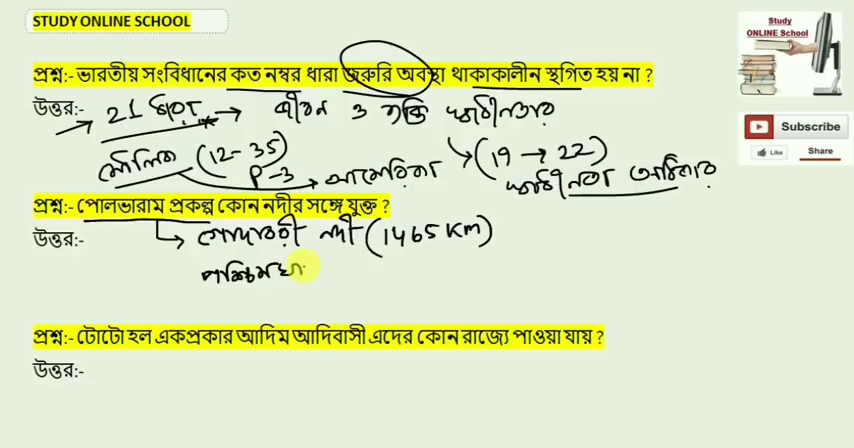 STUDY ONLINE SCHOOL
Study
ONLINE School
প্রশ্ন:- ভারতীয় সংবিধানের কত নম্বর ধারা জরুরি অবস্থা থাকাকালীন স্থগিত হয় না ?
উত্তর:- 21 ধারা → জীবন ও ব্যক্তি স্বাধীনতার
মৌলিক (12-35) (19 → 22)
P-3 → আমেরিকা স্বাধীনতা অধিকার
Subscribe
Like Share
প্রশ্ন:- পোলভারাম প্রকল্প কোন নদীর সঙ্গে যুক্ত ?
উত্তর:- গোদাবরী নদী (1465 KM)
পশ্চিমঘা
প্রশ্ন:- টোটো হল একপ্রকার আদিম আদিবাসী এদের কোন রাজ্যে পাওয়া যায় ?
উত্তর:-